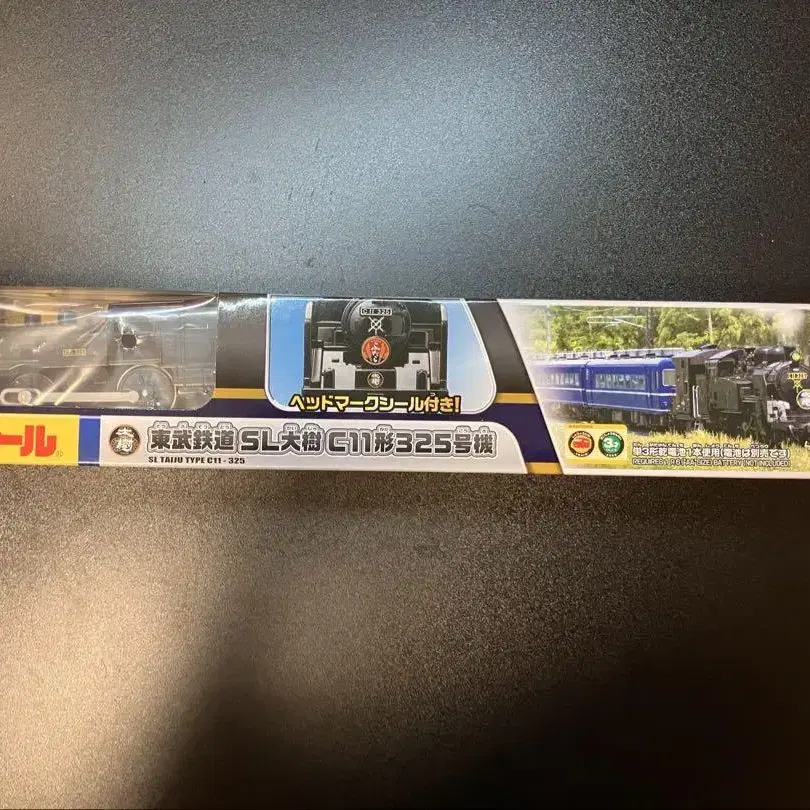 C11 325
ヘッドマークシール付き!
ール®
東武鉄道 SL大樹 C11形325号機
SL TAIJU TYPE C11 - 325
単3形乾電池1本使用(電池は別売です)
REQUIRED 1 R6 (AA SIZE) BATTERY (NOT INCLUDED)